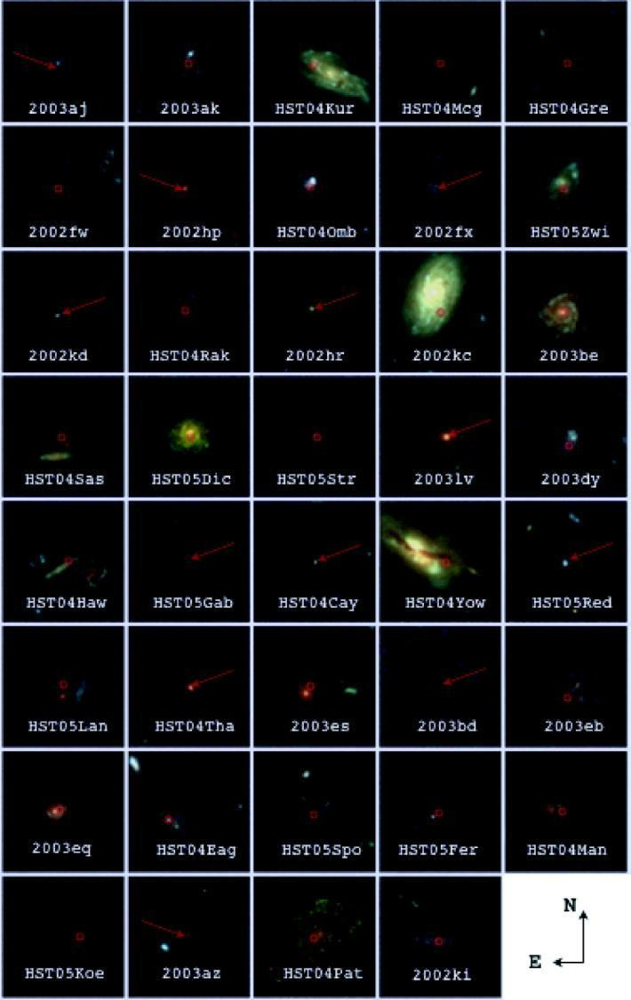 2003aj 2003ak HST04Kur HST04Mcg HST04Gre
2002fw 2002hp HST04Omb 2002fx HST05Zwi
2002kd HST04Rak 2002hr 2002kc 2003be
HST04Sas HST05Dic HST05Str 2003lv 2003dy
HST04Haw HST05Gab HST04Cay HST04Yow HST05Red
HST05Lan HST04Tha 2003es 2003bd 2003eb
2003eq HST04Eag HST05Spo HST05Fer HST04Man
HST05Koe 2003az HST04Pat 2002ki
N
E